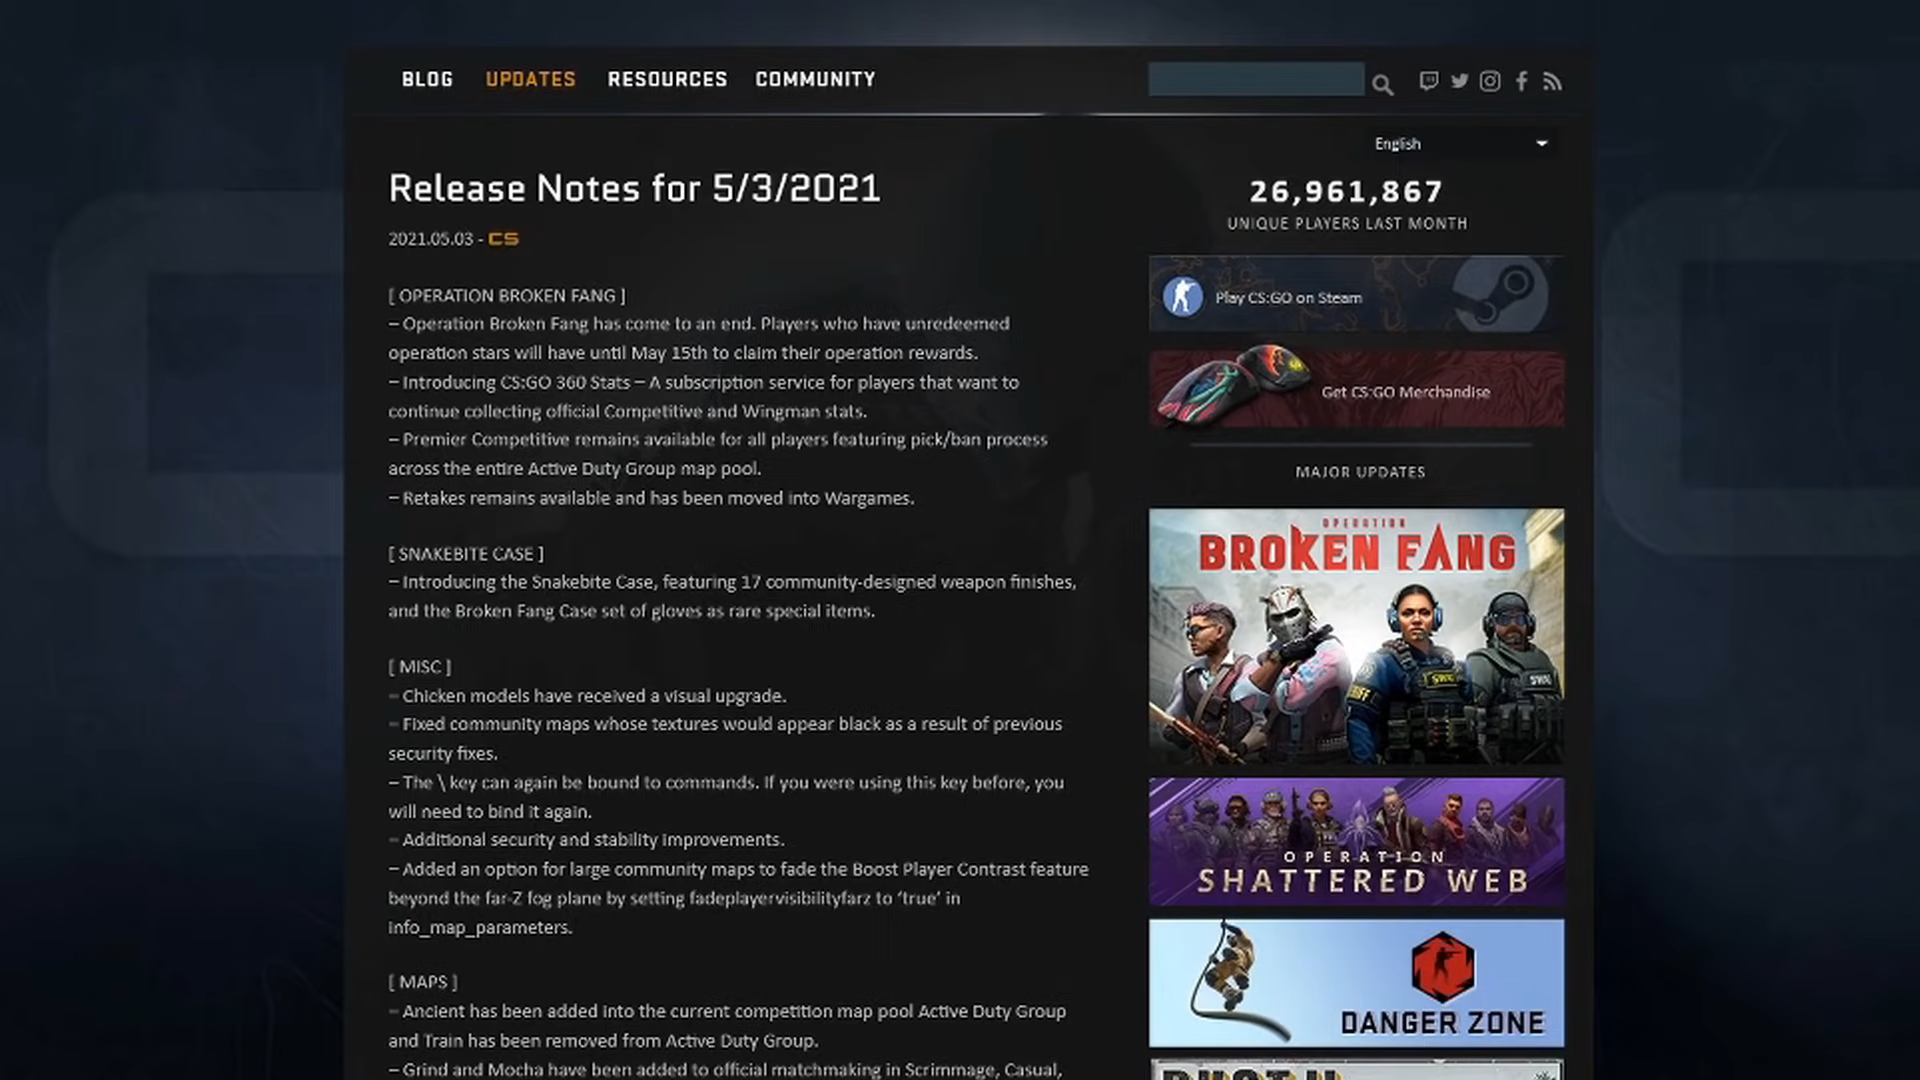 BLOG UPDATES RESOURCES COMMUNITY
English
Release Notes for 5/3/2021
2021.05.03 - CS
[ OPERATION BROKEN FANG ]
– Operation Broken Fang has come to an end. Players who have unredeemed
operation stars will have until May 15th to claim their operation rewards.
– Introducing CS:GO 360 Stats – A subscription service for players that want to
continue collecting official Competitive and Wingman stats.
– Premier Competitive remains available for all players featuring pick/ban process
across the entire Active Duty Group map pool.
– Retakes remains available and has been moved into Wargames.
[ SNAKEBITE CASE ]
– Introducing the Snakebite Case, featuring 17 community-designed weapon finishes,
and the Broken Fang Case set of gloves as rare special items.
[ MISC ]
– Chicken models have received a visual upgrade.
– Fixed community maps whose textures would appear black as a result of previous
security fixes.
– The \ key can again be bound to commands. If you were using this key before, you
will need to bind it again.
– Additional security and stability improvements.
– Added an option for large community maps to fade the Boost Player Contrast feature
beyond the far-Z fog plane by setting fadeplayervisibilityfarz to ‘true’ in
info_map_parameters.
[ MAPS ]
– Ancient has been added into the current competition map pool Active Duty Group
and Train has been removed from Active Duty Group.
– Grind and Mocha have been added to official matchmaking in Scrimmage, Casual,
26,961,867
UNIQUE PLAYERS LAST MONTH
Play CS:GO on Steam
Get CS:GO Merchandise
MAJOR UPDATES
OPERATION
BROKEN FANG
OPERATION
SHATTERED WEB
DANGER ZONE